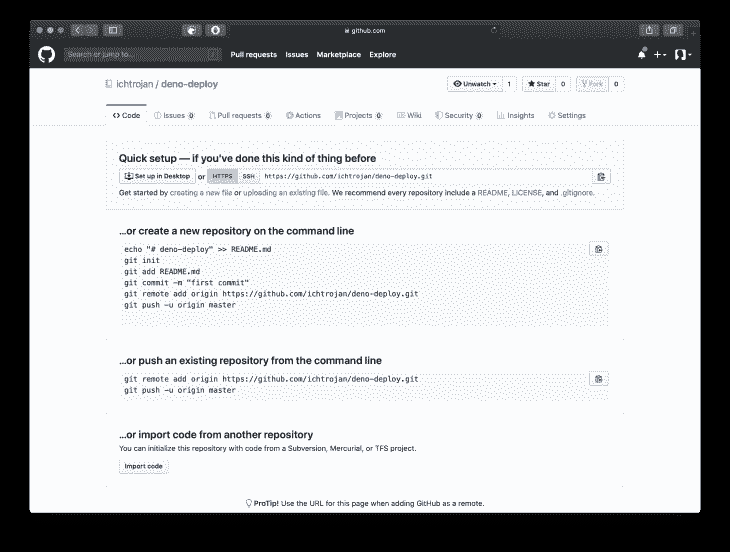 github.com
Search or jump to...
Pull requests Issues Marketplace Explore
ichtrojan / deno-deploy
Unwatch 1 Star 0 Fork 0
Code Issues 0 Pull requests 0 Actions Projects 0 Wiki Security 0 Insights Settings
Quick setup — if you've done this kind of thing before
Set up in Desktop or HTTPS SSH https://github.com/ichtrojan/deno-deploy.git
Get started by creating a new file or uploading an existing file. We recommend every repository include a README, LICENSE, and .gitignore.
...or create a new repository on the command line
echo "# deno-deploy" >> README.md
git init
git add README.md
git commit -m "first commit"
git remote add origin https://github.com/ichtrojan/deno-deploy.git
git push -u origin master
...or push an existing repository from the command line
git remote add origin https://github.com/ichtrojan/deno-deploy.git
git push -u origin master
...or import code from another repository
You can initialize this repository with code from a Subversion, Mercurial, or TFS project.
Import code
ProTip! Use the URL for this page when adding GitHub as a remote.